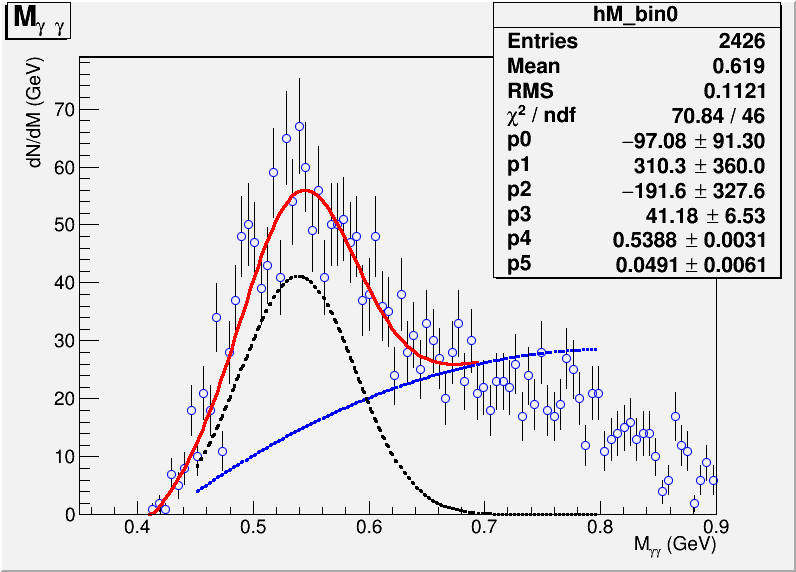 Mγ γ
hM_bin0
Entries 2426
Mean 0.619
RMS 0.1121
χ² / ndf 70.84 / 46
p0 −97.08 ± 91.30
p1 310.3 ± 360.0
p2 −191.6 ± 327.6
p3 41.18 ± 6.53
p4 0.5388 ± 0.0031
p5 0.0491 ± 0.0061
dN/dM (GeV)
70
60
50
40
30
20
10
0
0.4 0.5 0.6 0.7 0.8 0.9
Mγγ (GeV)